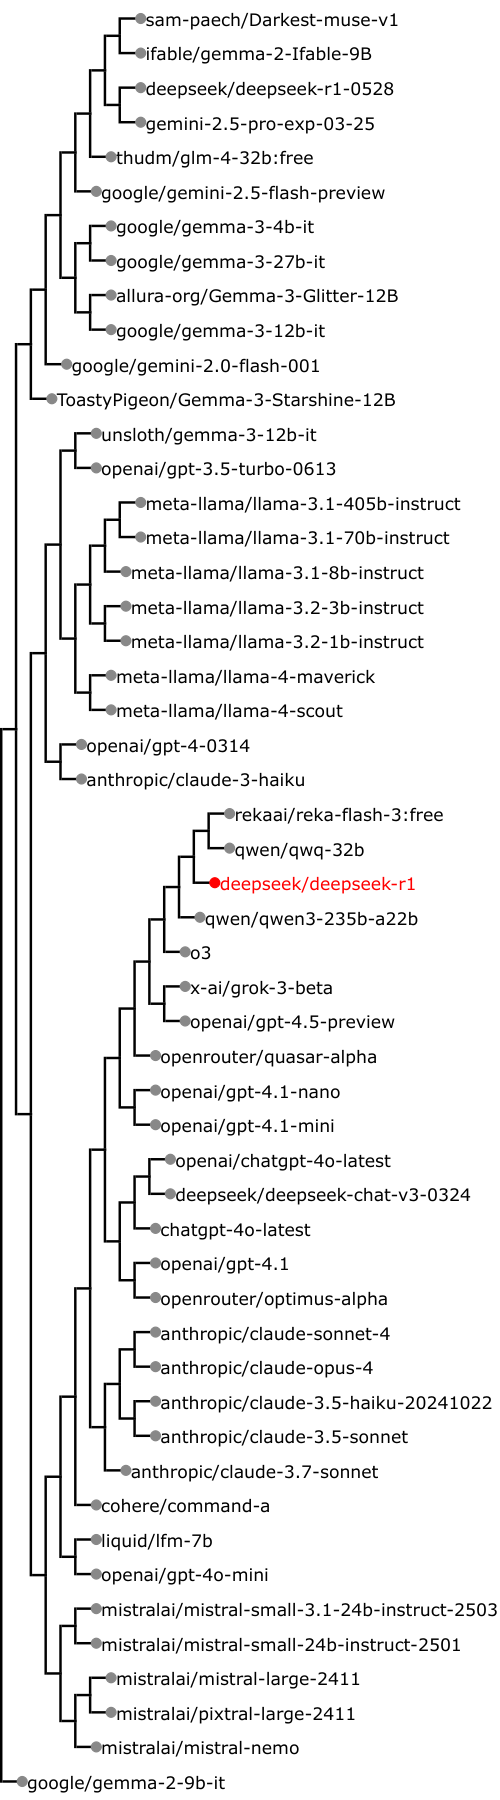 sam-paech/Darkest-muse-v1
ifable/gemma-2-Ifable-9B
deepseek/deepseek-r1-0528
gemini-2.5-pro-exp-03-25
thudm/glm-4-32b:free
google/gemini-2.5-flash-preview
google/gemma-3-4b-it
google/gemma-3-27b-it
allura-org/Gemma-3-Glitter-12B
google/gemma-3-12b-it
google/gemini-2.0-flash-001
ToastyPigeon/Gemma-3-Starshine-12B
unsloth/gemma-3-12b-it
openai/gpt-3.5-turbo-0613
meta-llama/llama-3.1-405b-instruct
meta-llama/llama-3.1-70b-instruct
meta-llama/llama-3.1-8b-instruct
meta-llama/llama-3.2-3b-instruct
meta-llama/llama-3.2-1b-instruct
meta-llama/llama-4-maverick
meta-llama/llama-4-scout
openai/gpt-4-0314
anthropic/claude-3-haiku
rekaai/reka-flash-3:free
qwen/qwq-32b
deepseek/deepseek-r1
qwen/qwen3-235b-a22b
o3
x-ai/grok-3-beta
openai/gpt-4.5-preview
openrouter/quasar-alpha
openai/gpt-4.1-nano
openai/gpt-4.1-mini
openai/chatgpt-4o-latest
deepseek/deepseek-chat-v3-0324
chatgpt-4o-latest
openai/gpt-4.1
openrouter/optimus-alpha
anthropic/claude-sonnet-4
anthropic/claude-opus-4
anthropic/claude-3.5-haiku-20241022
anthropic/claude-3.5-sonnet
anthropic/claude-3.7-sonnet
cohere/command-a
liquid/lfm-7b
openai/gpt-4o-mini
mistralai/mistral-small-3.1-24b-instruct-2503
mistralai/mistral-small-24b-instruct-2501
mistralai/mistral-large-2411
mistralai/pixtral-large-2411
mistralai/mistral-nemo
google/gemma-2-9b-it